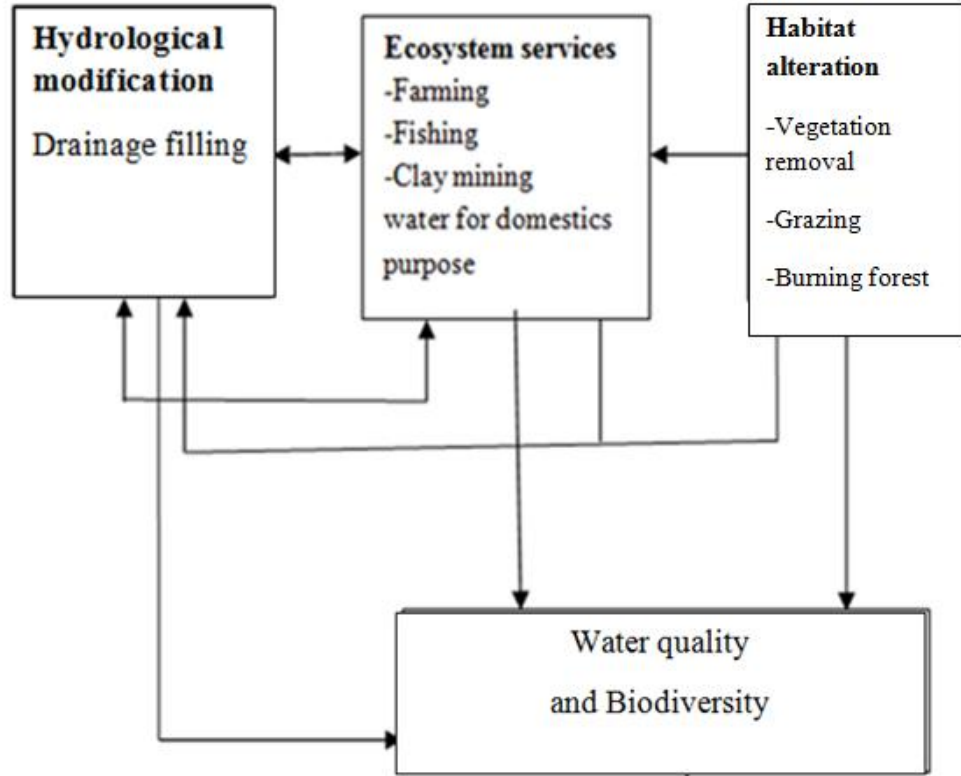 Hydrological
modification
Drainage filling
Ecosystem services
-Farming
-Fishing
-Clay mining
water for domestics
purpose
Habitat
alteration
-Vegetation
removal
-Grazing
-Burning forest
Water quality
and Biodiversity